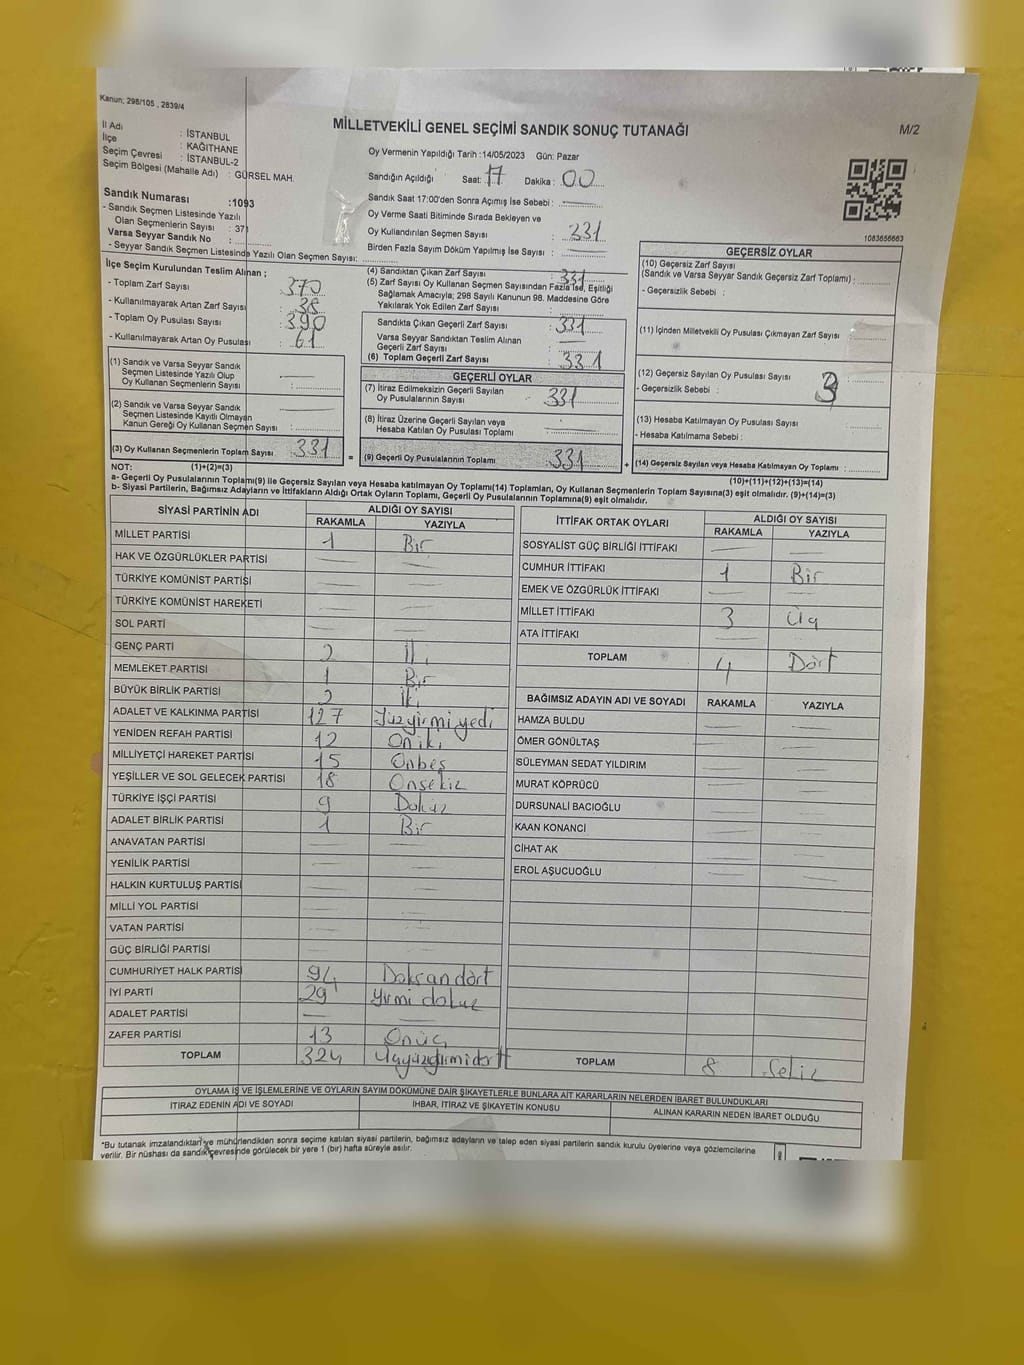 Kanun; 298/105 , 2839/4
MİLLETVEKİLİ GENEL SEÇİMİ SANDIK SONUÇ TUTANAĞI
M/2
İl Adı : İSTANBUL
İlçe : KAĞITHANE
Seçim Çevresi : İSTANBUL-2
Seçim Bölgesi (Mahalle Adı) : GÜRSEL MAH.
Sandık Numarası :1093
- Sandık Seçmen Listesinde Yazılı
Olan Seçmenlerin Sayısı : 371
Varsa Seyyar Sandık No :
- Seyyar Sandık Seçmen Listesinde Yazılı Olan Seçmen Sayısı:
Oy Vermenin Yapıldığı Tarih :14/05/2023 Gün: Pazar
Sandığın Açıldığı Saat: 17 Dakika: 00
Sandık Saat 17:00'den Sonra Açımış İse Sebebi :
Oy Verme Saati Bitiminde Sırada Bekleyen ve
Oy Kullandırılan Seçmen Sayısı : 331
Birden Fazla Sayım Döküm Yapılmış İse Sayısı :
1083656663
İlçe Seçim Kurulundan Teslim Alınan ;
- Toplam Zarf Sayısı : 370
- Kullanılmayarak Artan Zarf Sayısı : 38
- Toplam Oy Pusulası Sayısı : 390
- Kullanılmayarak Artan Oy Pusulası : 61
(1) Sandık ve Varsa Seyyar Sandık
Seçmen Listesinde Yazılı Olup
Oy Kullanan Seçmenlerin Sayısı :
(2) Sandık ve Varsa Seyyar Sandık
Seçmen Listesinde Kayıtlı Olmayan
Kanun Gereği Oy Kullanan Seçmen Sayısı :
(3) Oy Kullanan Seçmenlerin Toplam Sayısı : 331
(4) Sandıktan Çıkan Zarf Sayısı : 331
(5) Zarf Sayısı Oy Kullanan Seçmen Sayısından Fazla İse, Eşitliği
Sağlamak Amacıyla; 298 Sayılı Kanunun 98. Maddesine Göre
Yakılarak Yok Edilen Zarf Sayısı :
Sandıkta Çıkan Geçerli Zarf Sayısı : 331
Varsa Seyyar Sandıktan Teslim Alınan
Geçerli Zarf Sayısı :
(6) Toplam Geçerli Zarf Sayısı : 331
GEÇERLİ OYLAR
(7) İtiraz Edilmeksizin Geçerli Sayılan
Oy Pusulalarının Sayısı : 331
(8) İtiraz Üzerine Geçerli Sayılan veya
Hesaba Katılan Oy Pusulası Toplamı :
= (9) Geçerli Oy Pusulalarının Toplamı : 331 +
GEÇERSİZ OYLAR
(10) Geçersiz Zarf Sayısı
(Sandık ve Varsa Seyyar Sandık Geçersiz Zarf Toplamı) :
- Geçersizlik Sebebi :
(11) İçinden Milletvekili Oy Pusulası Çıkmayan Zarf Sayısı :
(12) Geçersiz Sayılan Oy Pusulası Sayısı : 3
- Geçersizlik Sebebi :
(13) Hesaba Katılmayan Oy Pusulası Sayısı :
- Hesaba Katılmama Sebebi :
(14) Geçersiz Sayılan veya Hesaba Katılmayan Oy Toplamı :
NOT: (1)+(2)=(3) (10)+(11)+(12)+(13)=(14)
a- Geçerli Oy Pusulalarının Toplamı(9) ile Geçersiz Sayılan veya Hesaba katılmayan Oy Toplamı(14) Toplamları, Oy Kullanan Seçmenlerin Toplam Sayısına(3) eşit olmalıdır. (9)+(14)=(3)
b- Siyasi Partilerin, Bağımsız Adayların ve İttifakların Aldığı Ortak Oyların Toplamı, Geçerli Oy Pusulalarının Toplamına(9) eşit olmalıdır.
SİYASİ PARTİNİN ADI ALDIĞI OY SAYISI
RAKAMLA YAZIYLA
MİLLET PARTİSİ 1 Bir
HAK VE ÖZGÜRLÜKLER PARTİSİ
TÜRKİYE KOMÜNİST PARTİSİ
TÜRKİYE KOMÜNİST HAREKETİ
SOL PARTİ
GENÇ PARTİ 2 İki
MEMLEKET PARTİSİ 1 Bir
BÜYÜK BİRLİK PARTİSİ 2 İki
ADALET VE KALKINMA PARTİSİ 127 Yüzyirmiyedi
YENİDEN REFAH PARTİSİ 12 Oniki
MİLLİYETÇİ HAREKET PARTİSİ 15 Onbeş
YEŞİLLER VE SOL GELECEK PARTİSİ 18 Onsekiz
TÜRKİYE İŞÇİ PARTİSİ 9 Dokuz
ADALET BİRLİK PARTİSİ 1 Bir
ANAVATAN PARTİSİ
YENİLİK PARTİSİ
HALKIN KURTULUŞ PARTİSİ
MİLLİ YOL PARTİSİ
VATAN PARTİSİ
GÜÇ BİRLİĞİ PARTİSİ
CUMHURİYET HALK PARTİSİ 94 Doksandört
İYİ PARTİ 29 Yirmi dokuz
ADALET PARTİSİ
ZAFER PARTİSİ 13 Onüç
TOPLAM 324 Üçyüzyirmidört
İTTİFAK ORTAK OYLARI ALDIĞI OY SAYISI
RAKAMLA YAZIYLA
SOSYALİST GÜÇ BİRLİĞİ İTTİFAKI
CUMHUR İTTİFAKI 1 Bir
EMEK VE ÖZGÜRLÜK İTTİFAKI
MİLLET İTTİFAKI 3 Üç
ATA İTTİFAKI
TOPLAM 4 Dört
BAĞIMSIZ ADAYIN ADI VE SOYADI RAKAMLA YAZIYLA
HAMZA BULDU
ÖMER GÖNÜLTAŞ
SÜLEYMAN SEDAT YILDIRIM
MURAT KÖPRÜCÜ
DURSUNALİ BACIOĞLU
KAAN KONANCİ
CİHAT AK
EROL AŞUCUOĞLU
TOPLAM 8 Sekiz
OYLAMA İŞ VE İŞLEMLERİNE VE OYLARIN SAYIM DÖKÜMÜNE DAİR ŞİKAYETLERLE BUNLARA AİT KARARLARIN NELERDEN İBARET BULUNDUKLARI
İTİRAZ EDENİN ADI VE SOYADI İHBAR, İTİRAZ VE ŞİKAYETİN KONUSU ALINAN KARARIN NEDEN İBARET OLDUĞU
*Bu tutanak imzalandıktan ve mühürlendikten sonra seçime katılan siyasi partilerin, bağımsız adayların ve talep eden siyasi partilerin sandık kurulu üyelerine veya gözlemcilerine
verilir. Bir nüshası da sandık çevresinde görülecek bir yere 1 (bir) hafta süreyle asılır.